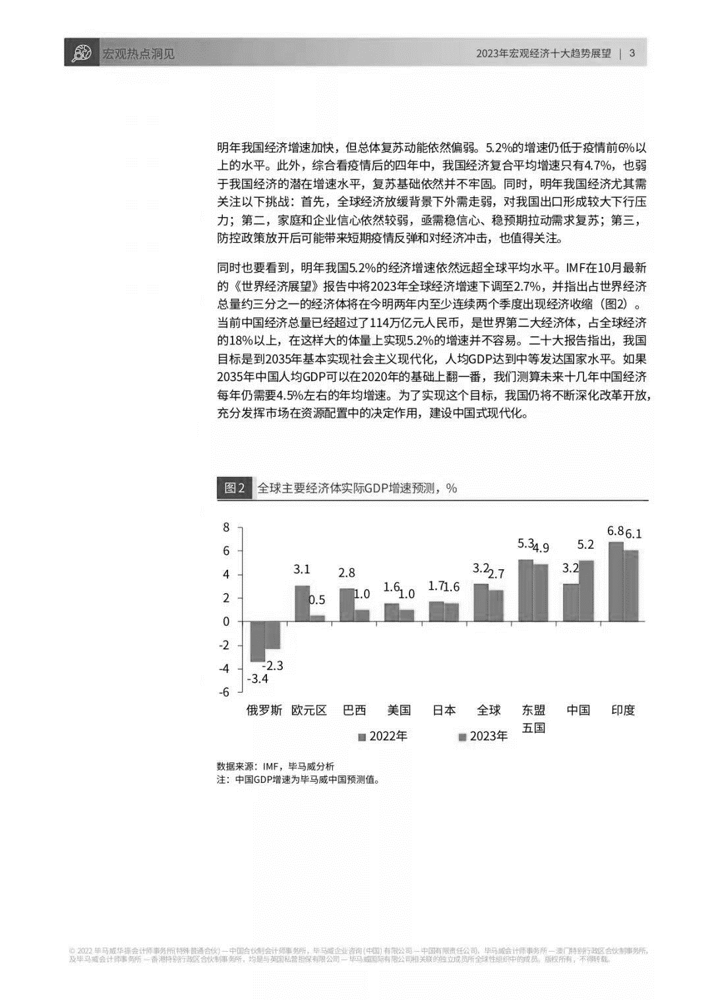 宏观热点洞见
2023年宏观经济十大趋势展望 | 3
明年我国经济增速加快，但总体复苏动能依然偏弱。5.2%的增速仍低于疫情前6%以
上的水平。此外，综合看疫情后的四年中，我国经济复合平均增速只有4.7%，也弱
于我国经济的潜在增速水平，复苏基础依然并不牢固。同时，明年我国经济尤其需
关注以下挑战：首先，全球经济放缓背景下外需走弱，对我国出口形成较大下行压
力；第二，家庭和企业信心依然较弱，亟需稳信心、稳预期拉动需求复苏；第三，
防控政策放开后可能带来短期疫情反弹和对经济冲击，也值得关注。
同时也要看到，明年我国5.2%的经济增速依然远超全球平均水平。IMF在10月最新
的《世界经济展望》报告中将2023年全球经济增速下调至2.7%，并指出占世界经济
总量约三分之一的经济体将在今明两年内至少连续两个季度出现经济收缩（图2）。
当前中国经济总量已经超过了114万亿元人民币，是世界第二大经济体，占全球经济
的18%以上，在这样大的体量上实现5.2%的增速并不容易。二十大报告指出，我国
目标是到2035年基本实现社会主义现代化，人均GDP达到中等发达国家水平。如果
2035年中国人均GDP可以在2020年的基础上翻一番，我们测算未来十几年中国经济
每年仍需要4.5%左右的年均增速。为了实现这个目标，我国仍将不断深化改革开放，
充分发挥市场在资源配置中的决定作用，建设中国式现代化。
图2 全球主要经济体实际GDP增速预测，%
8
6
4
2
0
-2
-4
-6
-3.4 -2.3
3.1 0.5
2.8 1.0
1.6 1.0
1.7 1.6
3.2 2.7
5.3 4.9
3.2 5.2
6.8 6.1
俄罗斯 欧元区 巴西 美国 日本 全球 东盟 中国 印度
五国
2022年 2023年
数据来源：IMF，毕马威分析
注：中国GDP增速为毕马威中国预测值。
© 2022 毕马威华振会计师事务所(特殊普通合伙) — 中国合伙制会计师事务所，毕马威企业咨询 (中国) 有限公司 — 中国有限责任公司，毕马威会计师事务所 — 澳门特别行政区合伙制事务所，
及毕马威会计师事务所 — 香港特别行政区合伙制事务所，均是与英国私营担保有限公司 — 毕马威国际有限公司相关联的独立成员所全球性组织中的成员。版权所有，不得转载。